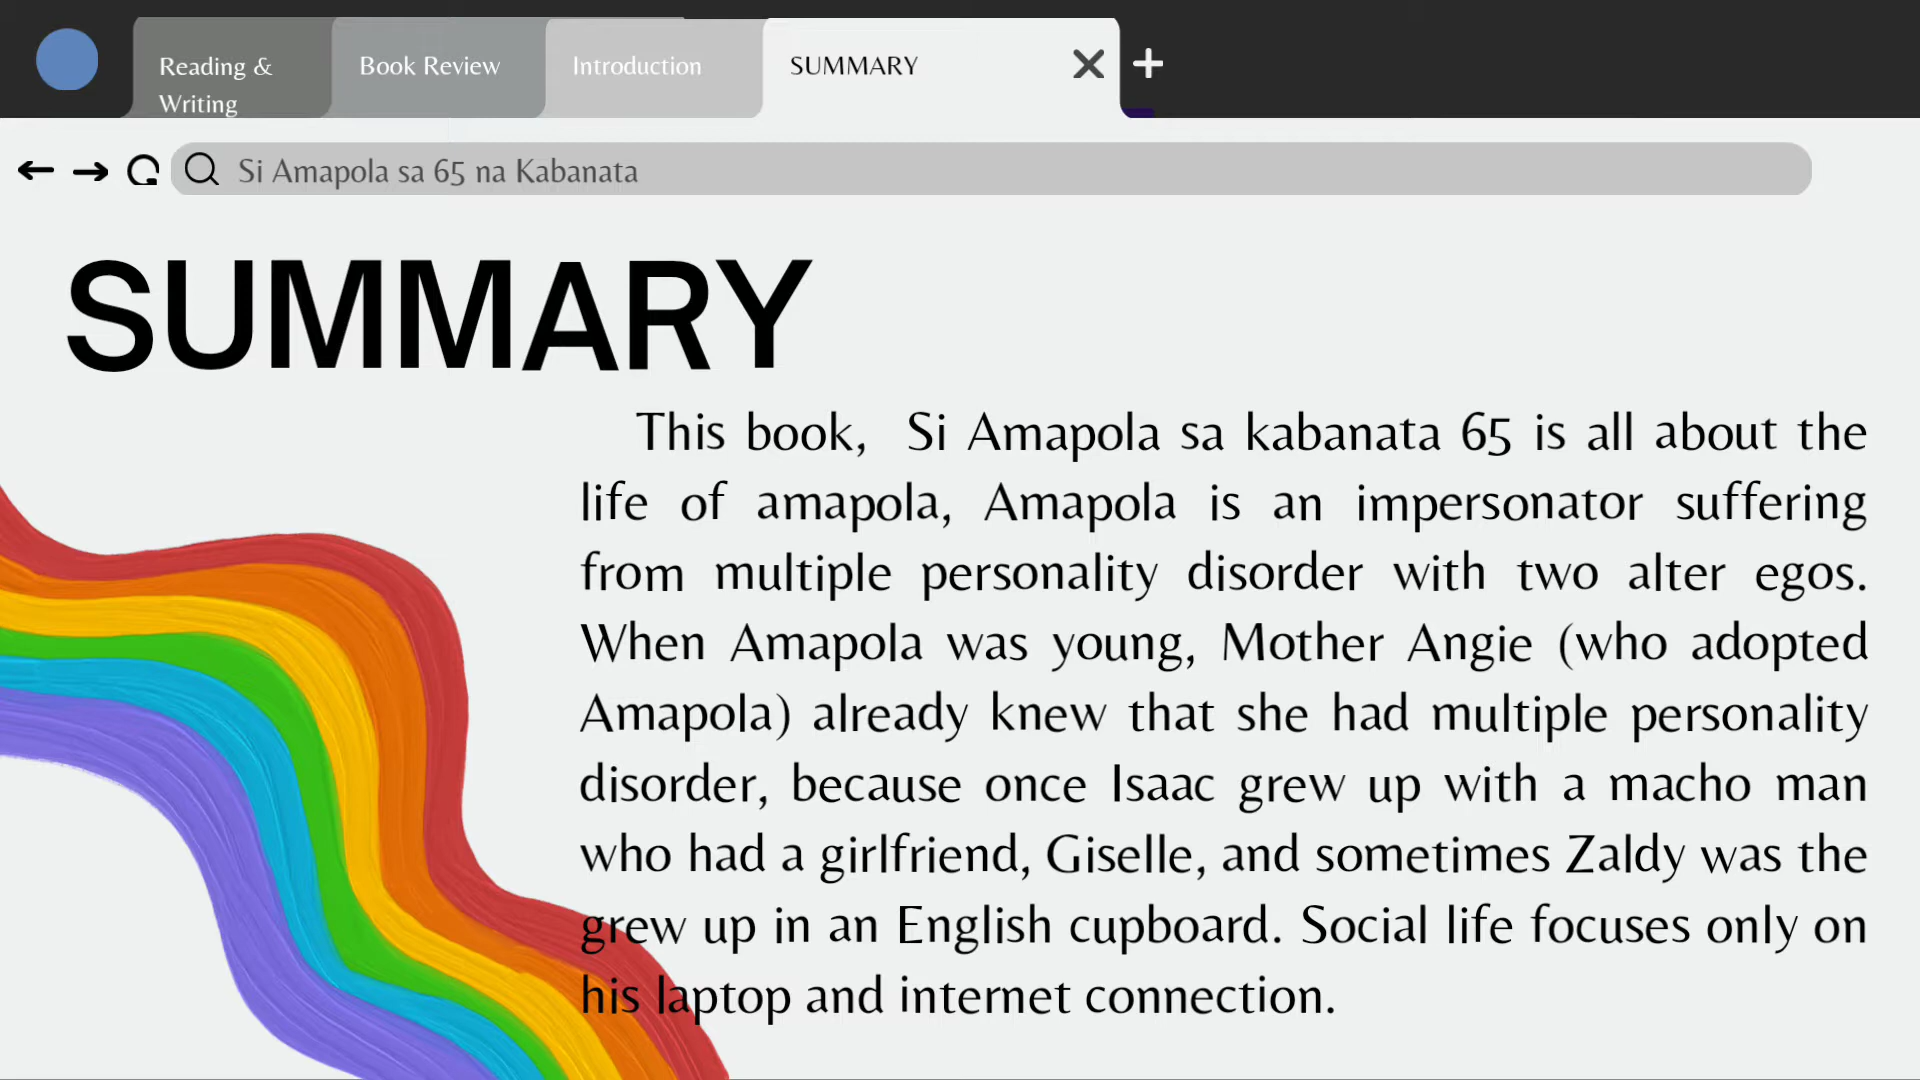 Reading &
Writing
Book Review
Introduction
SUMMARY
Si Amapola sa 65 na Kabanata
SUMMARY
This book, Si Amapola sa kabanata 65 is all about the
life of amapola, Amapola is an impersonator suffering
from multiple personality disorder with two alter egos.
When Amapola was young, Mother Angie (who adopted
Amapola) already knew that she had multiple personality
disorder, because once Isaac grew up with a macho man
who had a girlfriend, Giselle, and sometimes Zaldy was the
grew up in an English cupboard. Social life focuses only on
his laptop and internet connection.